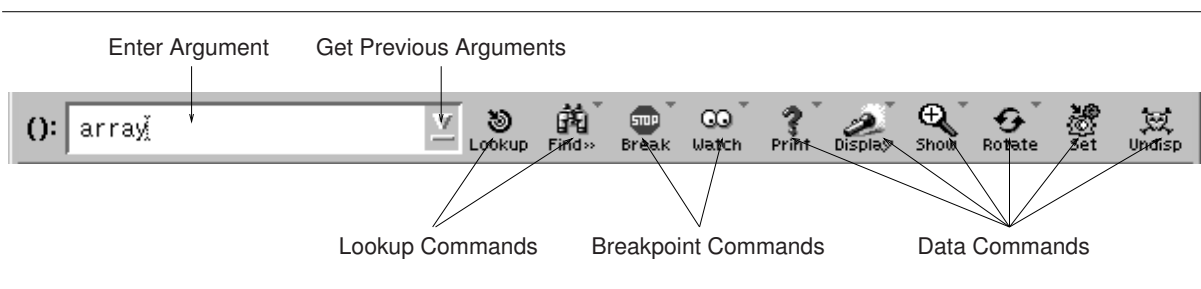 Enter Argument Get Previous Arguments
(): array
STOP
Lookup Find» Break Watch Print Display Show Rotate Set Undisp
Lookup Commands Breakpoint Commands Data Commands